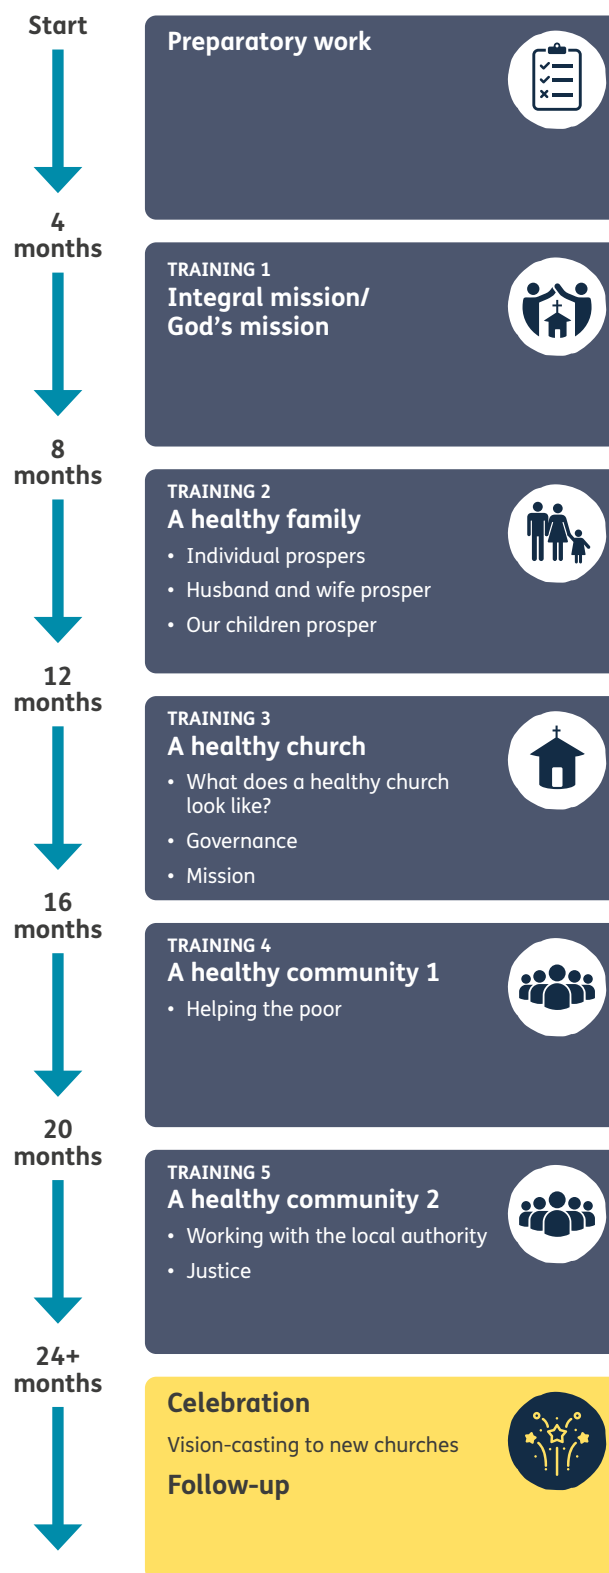 Start
Preparatory work
4
months
TRAINING 1
Integral mission/
God’s mission
8
months
TRAINING 2
A healthy family
• Individual prospers
• Husband and wife prosper
• Our children prosper
12
months
TRAINING 3
A healthy church
• What does a healthy church
look like?
• Governance
• Mission
16
months
TRAINING 4
A healthy community 1
• Helping the poor
20
months
TRAINING 5
A healthy community 2
• Working with the local authority
• Justice
24+
months
Celebration
Vision-casting to new churches
Follow-up